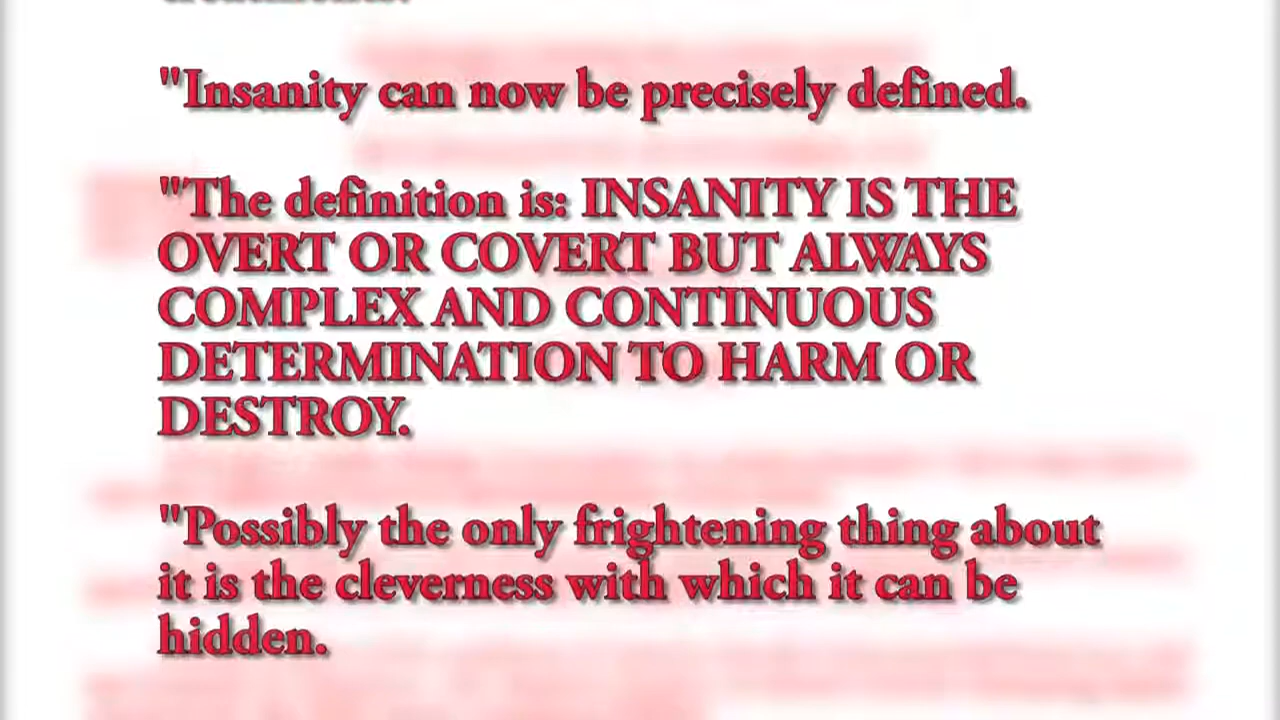 "Insanity can now be precisely defined.
"The definition is: INSANITY IS THE
OVERT OR COVERT BUT ALWAYS
COMPLEX AND CONTINUOUS
DETERMINATION TO HARM OR
DESTROY.
"Possibly the only frightening thing about
it is the cleverness with which it can be
hidden.